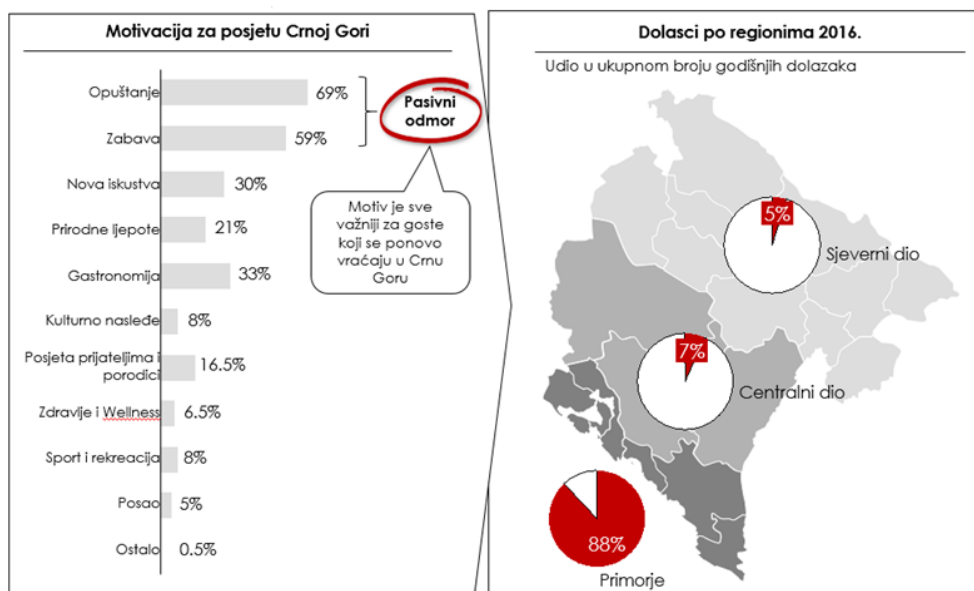 Motivacija za posjetu Crnoj Gori
Opuštanje
69%
Zabava
59%
Nova iskustva
30%
Prirodne ljepote
21%
Gastronomija
33%
Kulturno nasleđe
8%
Posjeta prijateljima i
porodici
16.5%
Zdravlje i Wellness
6.5%
Sport i rekreacija
8%
Posao
5%
Ostalo
0.5%
Pasivni
odmor
Motiv je sve
važniji za goste
koji se ponovo
vraćaju u Crnu
Goru
Dolasci po regionima 2016.
Udio u ukupnom broju godišnjih dolazaka
5%
Sjeverni dio
7%
Centralni dio
88%
Primorje